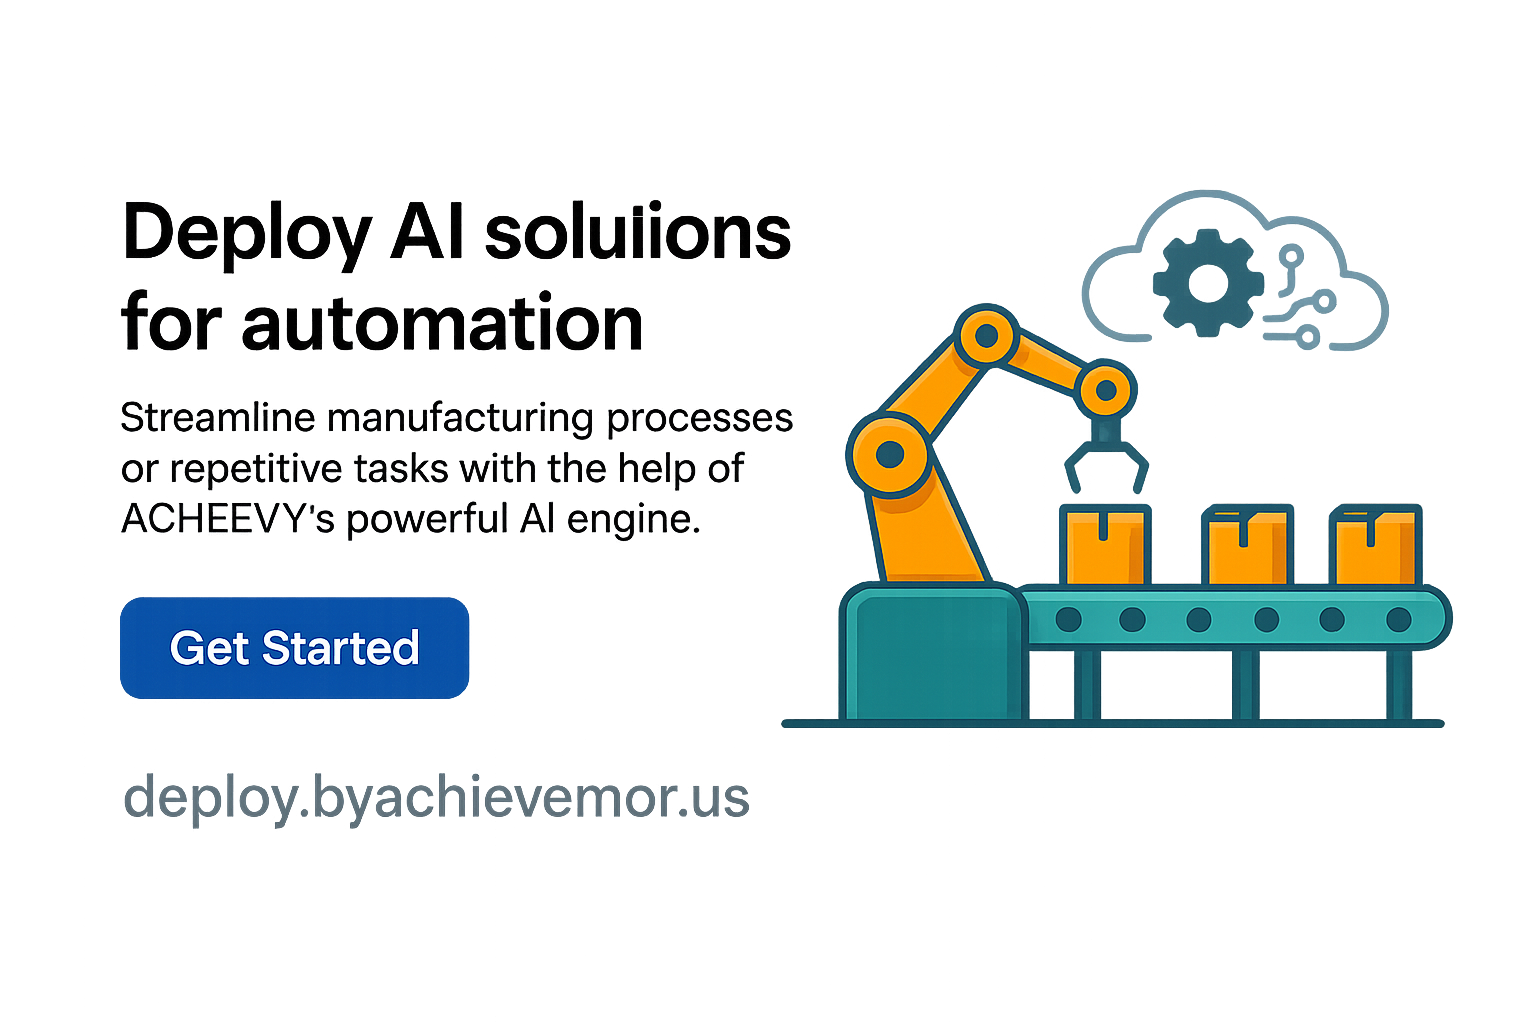 Deploy AI soluiions
for automation
Streamline manufacturing processes
or repetitive tasks with the help of
ACHEEVY's powerful AI engine.
Get Started
deploy.byachievemor.us